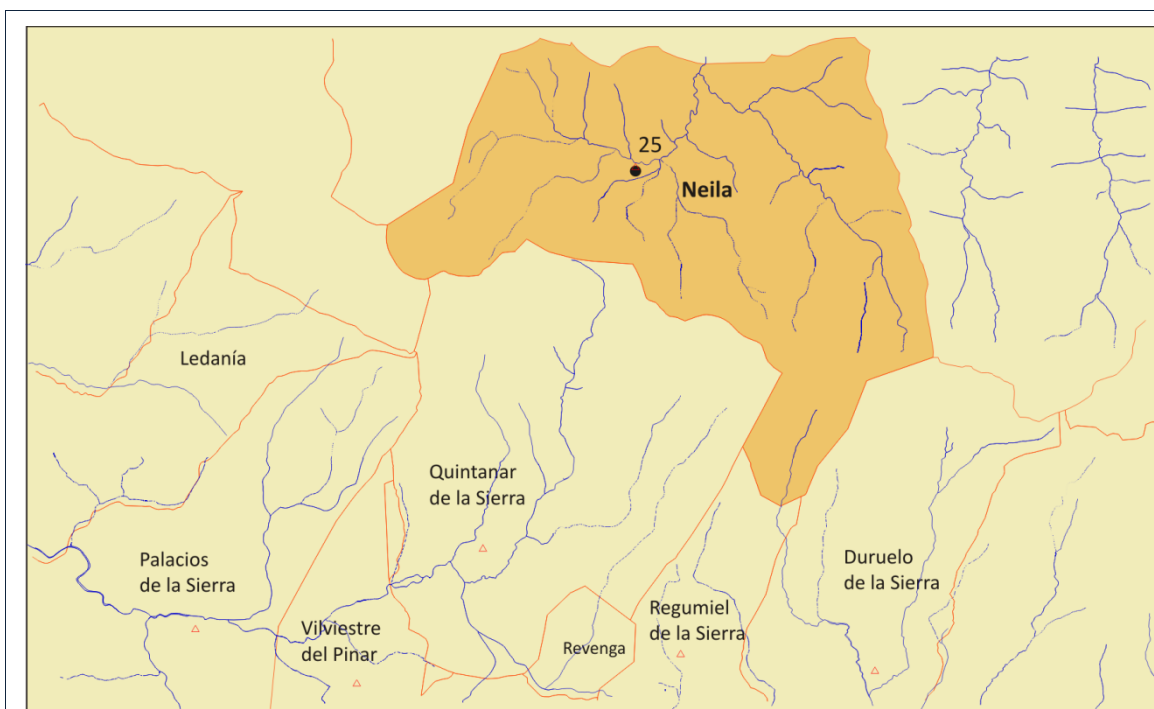 25
Neila
Ledanía
Quintanar
de la Sierra
Palacios
de la Sierra
Duruelo
de la Sierra
Vilviestre
del Pinar
Regumiel
de la Sierra
Revenga